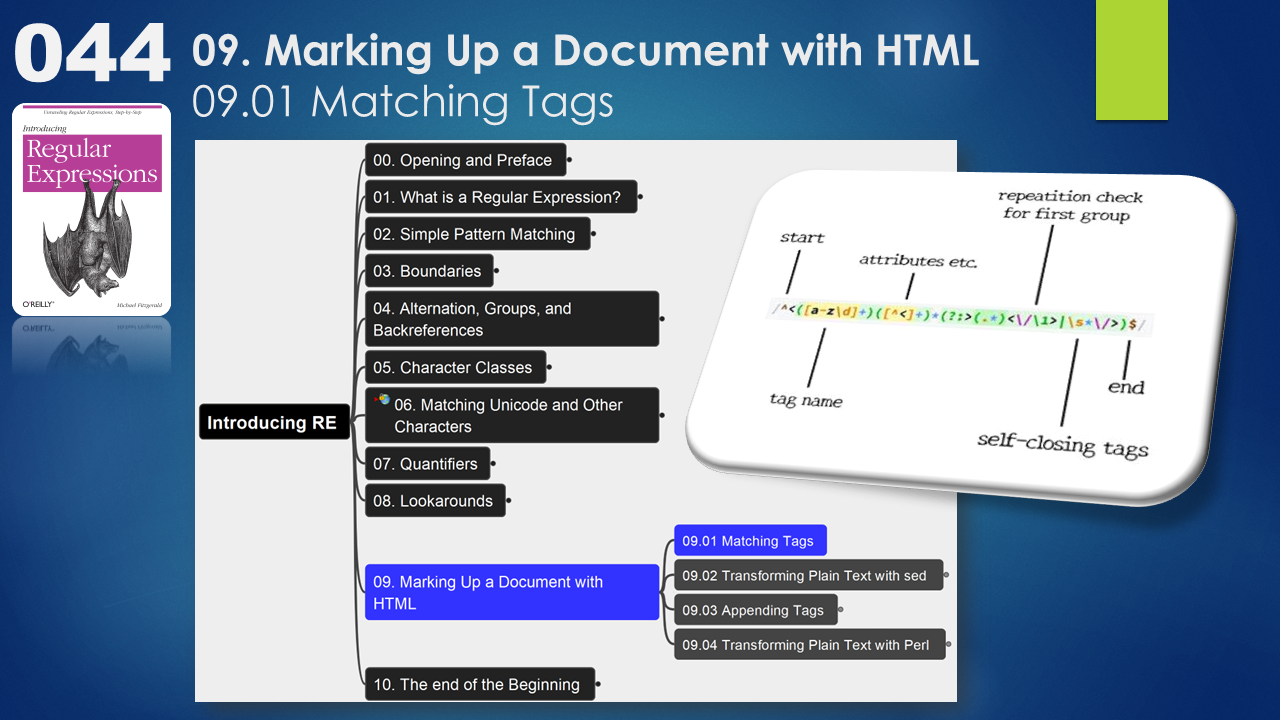 044
09. Marking Up a Document with HTML
09.01 Matching Tags
Unraveling Regular Expressions, Step-by-Step
Introducing
Regular
Expressions
O'REILLY®
Michael Fitzgerald
Introducing RE
00. Opening and Preface
01. What is a Regular Expression?
02. Simple Pattern Matching
03. Boundaries
04. Alternation, Groups, and
Backreferences
05. Character Classes
06. Matching Unicode and Other
Characters
07. Quantifiers
08. Lookarounds
09. Marking Up a Document with
HTML
09.01 Matching Tags
09.02 Transforming Plain Text with sed
09.03 Appending Tags
09.04 Transforming Plain Text with Perl
10. The end of the Beginning
repeatition check
for first group
start
attributes etc.
/^<([a-z\d]+)([^<]+)*(?:>(.*)<\/\1>|\s*\/>)$/
tag name
end
self-closing tags